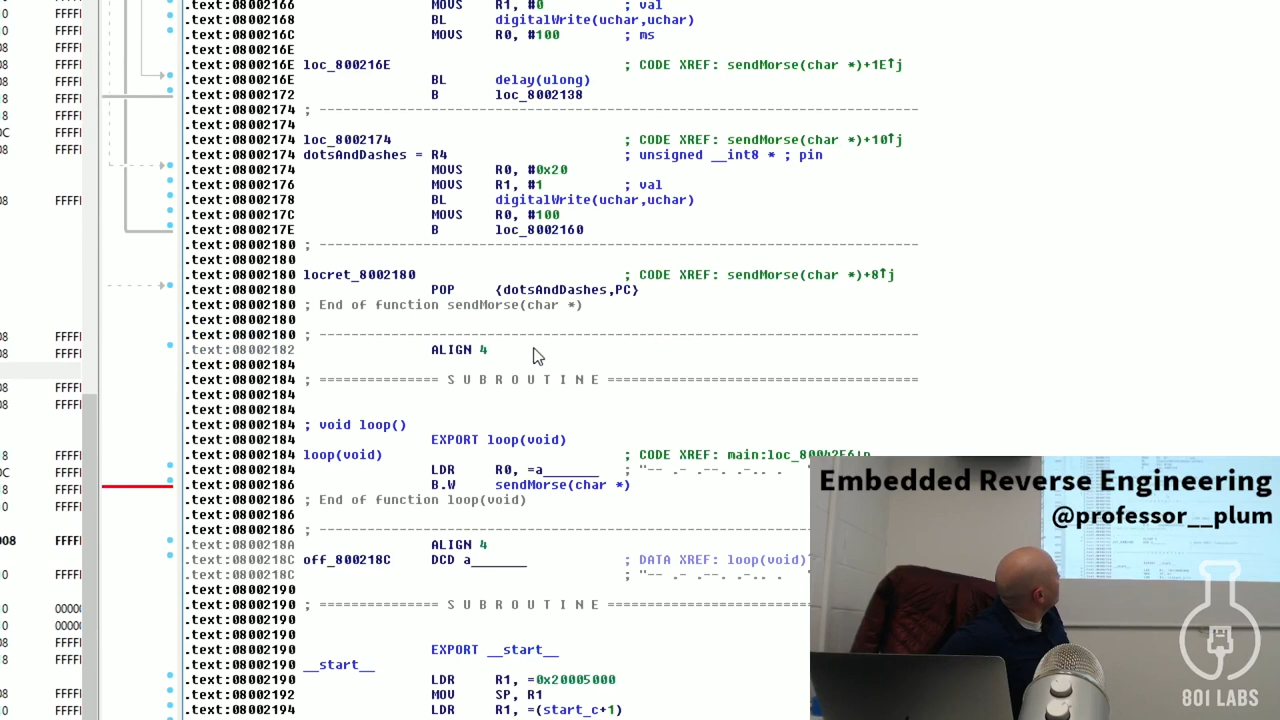 .text:08002166 MOVS R1, #0 ; val
.text:08002168 BL digitalWrite(uchar,uchar)
.text:0800216C MOVS R0, #100 ; ms
.text:0800216E
.text:0800216E loc_800216E ; CODE XREF: sendMorse(char *)+1E↑j
.text:0800216E BL delay(ulong)
.text:08002172 B loc_8002138
.text:08002174 ; ---------------------------------------------------------------------------
.text:08002174
.text:08002174 loc_8002174 ; CODE XREF: sendMorse(char *)+10↑j
.text:08002174 dotsAndDashes = R4 ; unsigned __int8 * ; pin
.text:08002174 MOVS R0, #0x20
.text:08002176 MOVS R1, #1 ; val
.text:08002178 BL digitalWrite(uchar,uchar)
.text:0800217C MOVS R0, #100
.text:0800217E B loc_8002160
.text:08002180 ; ---------------------------------------------------------------------------
.text:08002180
.text:08002180 locret_8002180 ; CODE XREF: sendMorse(char *)+8↑j
.text:08002180 POP {dotsAndDashes,PC}
.text:08002180 ; End of function sendMorse(char *)
.text:08002180
.text:08002180 ; ---------------------------------------------------------------------------
.text:08002182 ALIGN 4
.text:08002184
.text:08002184 ; =============== S U B R O U T I N E =======================================
.text:08002184
.text:08002184
.text:08002184 ; void loop()
.text:08002184 EXPORT loop(void)
.text:08002184 loop(void) ; CODE XREF:
.text:08002184 LDR R0, =a_______ ; "-- .- .--. .-.. .
.text:08002186 B.W sendMorse(char *)
.text:08002186 ; End of function loop(void)
.text:08002186
.text:08002186 ; ---------------------------------------------------------------
.text:0800218A ALIGN 4
.text:0800218C off_800218C DCD a_______ ; DATA XREF: loop(void)
.text:0800218C ; "-- .- .--. .-.. .
.text:08002190
.text:08002190 ; =============== S U B R O U T I N E =========================
.text:08002190
.text:08002190
.text:08002190 EXPORT __start__
.text:08002190 __start__
.text:08002190 LDR R1, =0x20005000
.text:08002192 MOV SP, R1
.text:08002194 LDR R1, =(start_c+1)
Embedded Reverse Engineering
@professor__plum
801 LABS